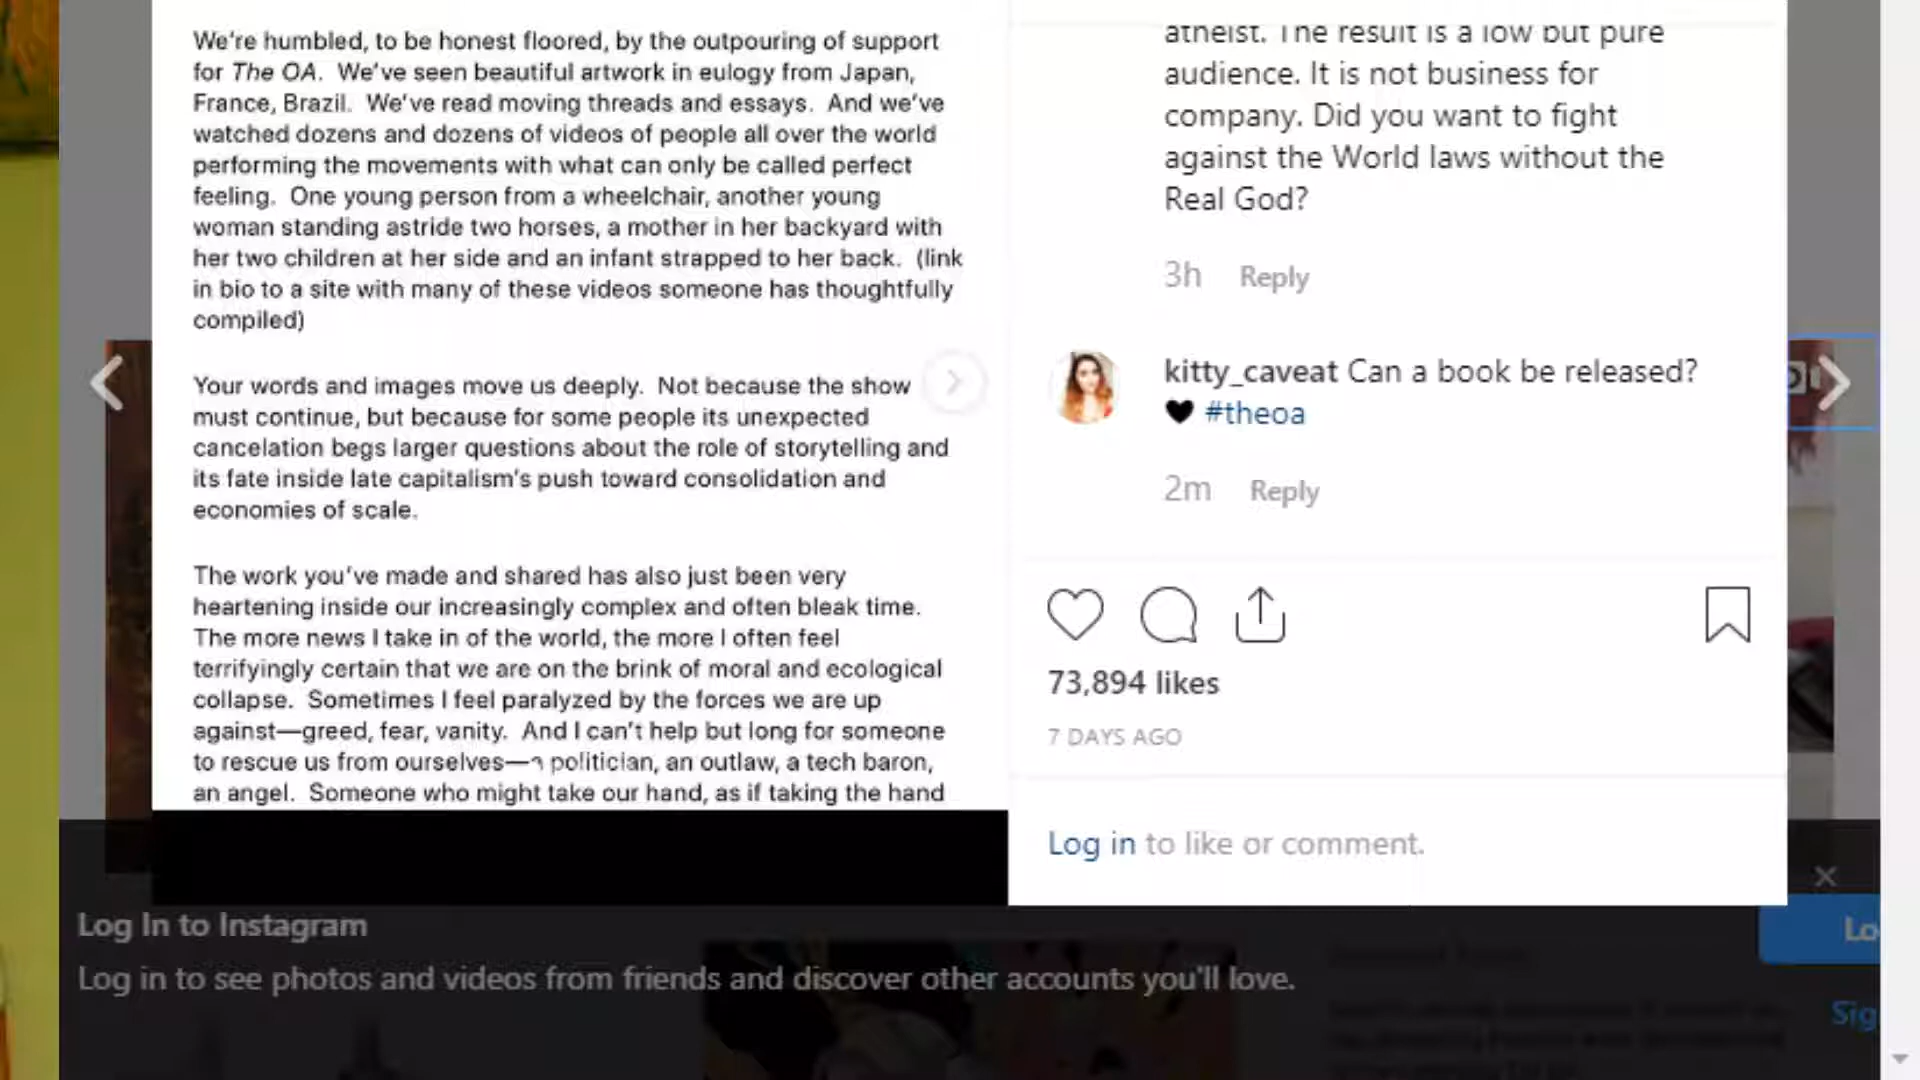 We're humbled, to be honest floored, by the outpouring of support
for The OA. We've seen beautiful artwork in eulogy from Japan,
France, Brazil. We've read moving threads and essays. And we've
watched dozens and dozens of videos of people all over the world
performing the movements with what can only be called perfect
feeling. One young person from a wheelchair, another young
woman standing astride two horses, a mother in her backyard with
her two children at her side and an infant strapped to her back. (link
in bio to a site with many of these videos someone has thoughtfully
compiled)
Your words and images move us deeply. Not because the show
must continue, but because for some people its unexpected
cancelation begs larger questions about the role of storytelling and
its fate inside late capitalism's push toward consolidation and
economies of scale.
The work you've made and shared has also just been very
heartening inside our increasingly complex and often bleak time.
The more news I take in of the world, the more I often feel
terrifyingly certain that we are on the brink of moral and ecological
collapse. Sometimes I feel paralyzed by the forces we are up
against—greed, fear, vanity. And I can't help but long for someone
to rescue us from ourselves—a politician, an outlaw, a tech baron,
an angel. Someone who might take our hand, as if taking the hand
atheist. The result is a low but pure
audience. It is not business for
company. Did you want to fight
against the World laws without the
Real God?
3h Reply
kitty_caveat Can a book be released?
🖤 #theoa
2m Reply
73,894 likes
7 DAYS AGO
Log in to like or comment.
Log In to Instagram
Log in to see photos and videos from friends and discover other accounts you'll love.
Lo
Sig